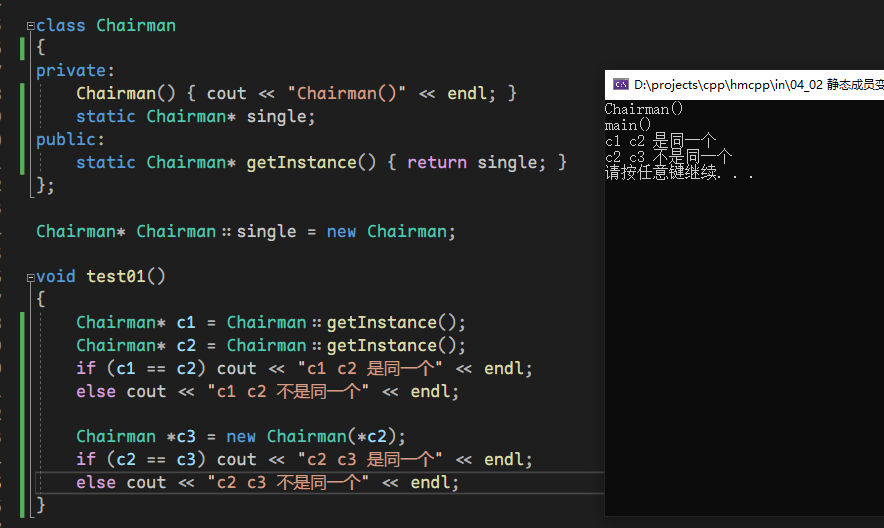 class Chairman
{
private:
    Chairman() { cout << "Chairman()" << endl; }
    static Chairman* single;
public:
    static Chairman* getInstance() { return single; }
};
Chairman* Chairman::single = new Chairman;
void test01()
{
    Chairman* c1 = Chairman::getInstance();
    Chairman* c2 = Chairman::getInstance();
    if (c1 == c2) cout << "c1 c2 是同一个" << endl;
    else cout << "c1 c2 不是同一个" << endl;
    Chairman *c3 = new Chairman(*c2);
    if (c2 == c3) cout << "c2 c3 是同一个" << endl;
    else cout << "c2 c3 不是同一个" << endl;
}
D:\projects\cpp\hmcpp\in\04_02 静态成员变
Chairman()
main()
c1 c2 是同一个
c2 c3 不是同一个
请按任意键继续. . .